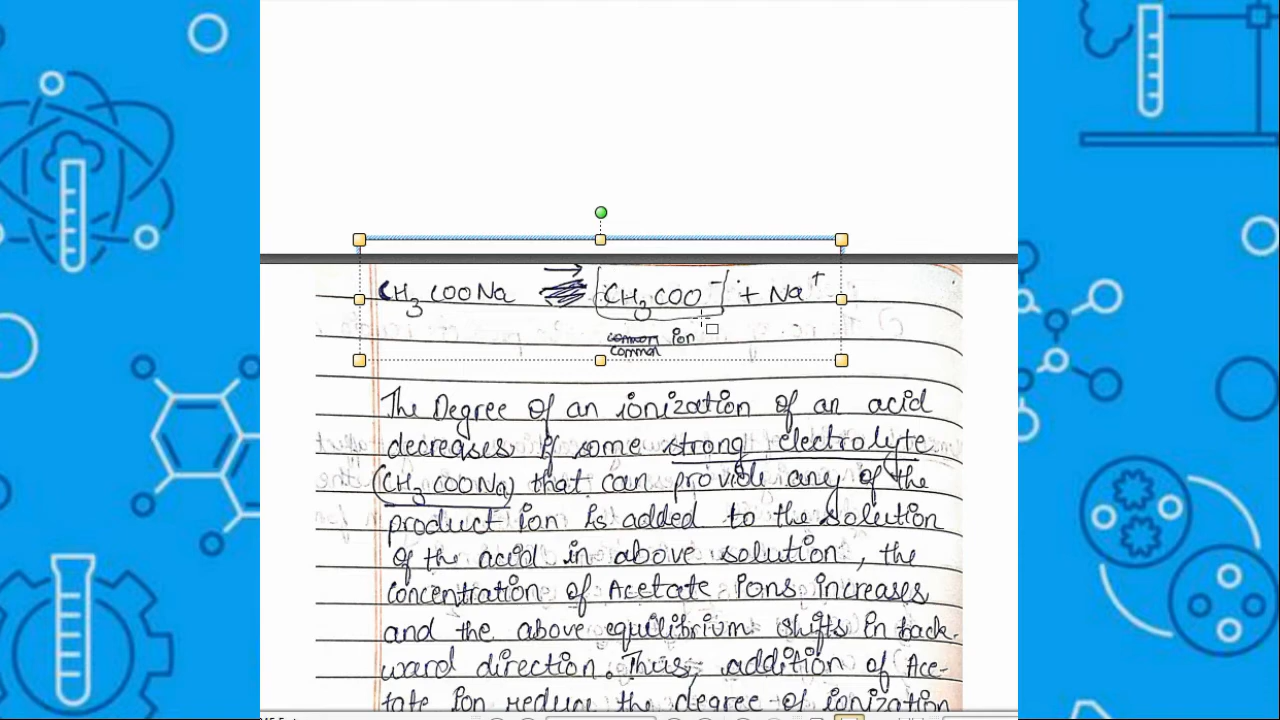 CH₃COONa → CH₃COO⁻ + Na⁺
common ion
common
The Degree of an ionization of an acid
decreases if some strong electrolyte
(CH₃COONa) that can provide any of the
product ion is added to the solution
of the acid in above solution, the
concentration of Acetate ions increases
and the above equilibrium shifts in back-
ward direction. Thus, addition of Ace-
tate ion reduce the degree of ionization